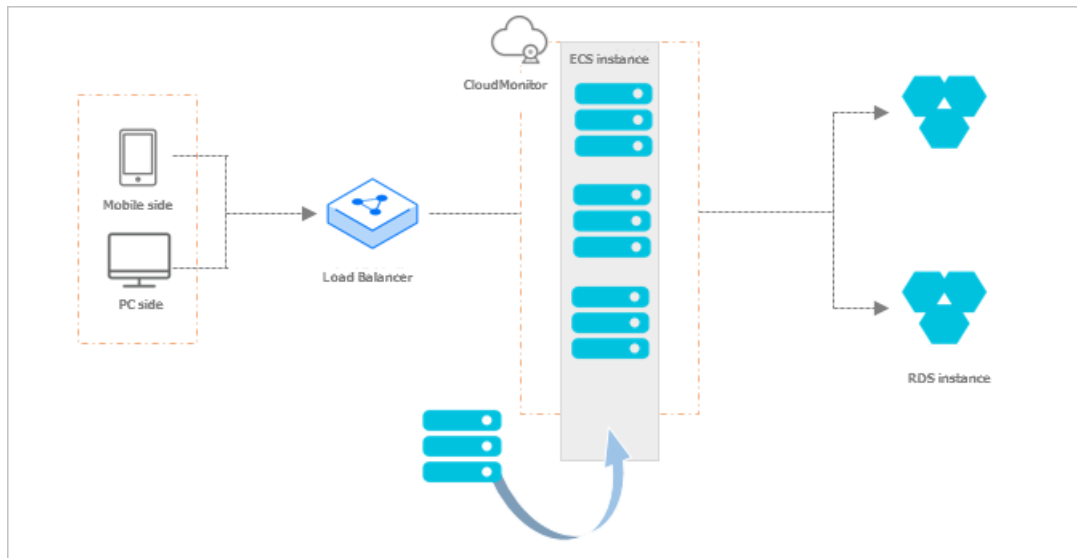 CloudMonitor
ECS instance
Mobile side
PC side
Load Balancer
RDS instance